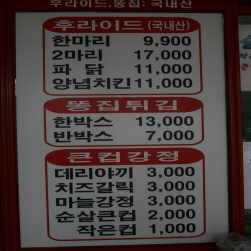 후라이드,똥집:국내산
후라이드(국내산)
한마리 9,900
2마리 17,000
파 닭 11,000
양념치킨 11,000
똥집튀김
한박스 13,000
반박스 7,000
큰컵강정
데리야끼 3,000
치즈갈릭 3,000
마늘강정 3,000
순살큰컵 2,000
작은컵 1,000